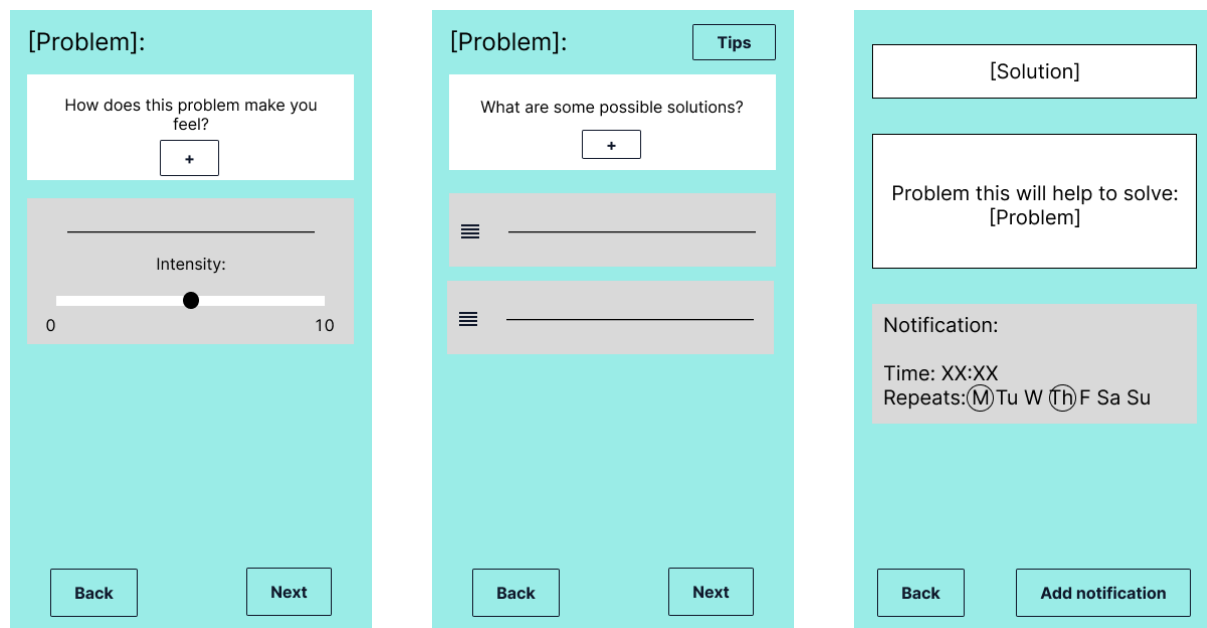 [Problem]:
How does this problem make you
feel?
+
Intensity:
0
10
Back
Next
[Problem]:
Tips
What are some possible solutions?
+
Back
Next
[Solution]
Problem this will help to solve:
[Problem]
Notification:
Time: XX:XX
Repeats: M Tu W Th F Sa Su
Back
Add notification